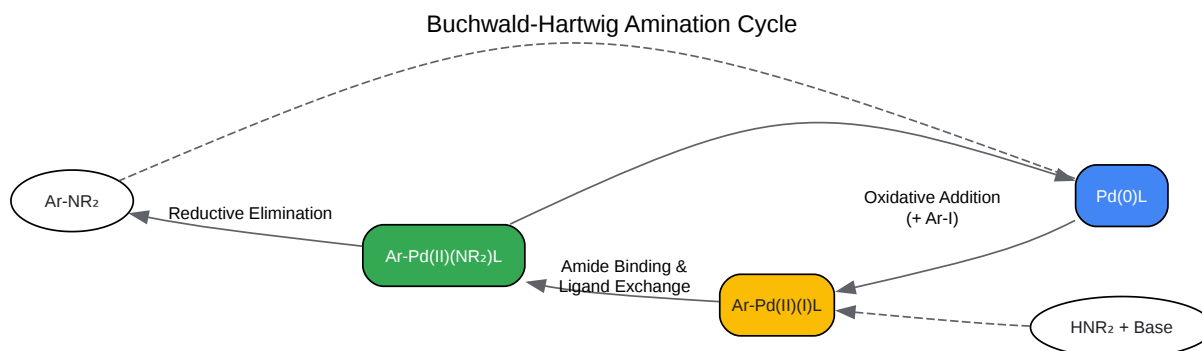 Buchwald-Hartwig Amination Cycle
Ar-NR₂
Reductive Elimination
Ar-Pd(II)(NR₂)L
Amide Binding &
Ligand Exchange
Ar-Pd(II)(I)L
Oxidative Addition
(+ Ar-I)
Pd(0)L
HNR₂ + Base